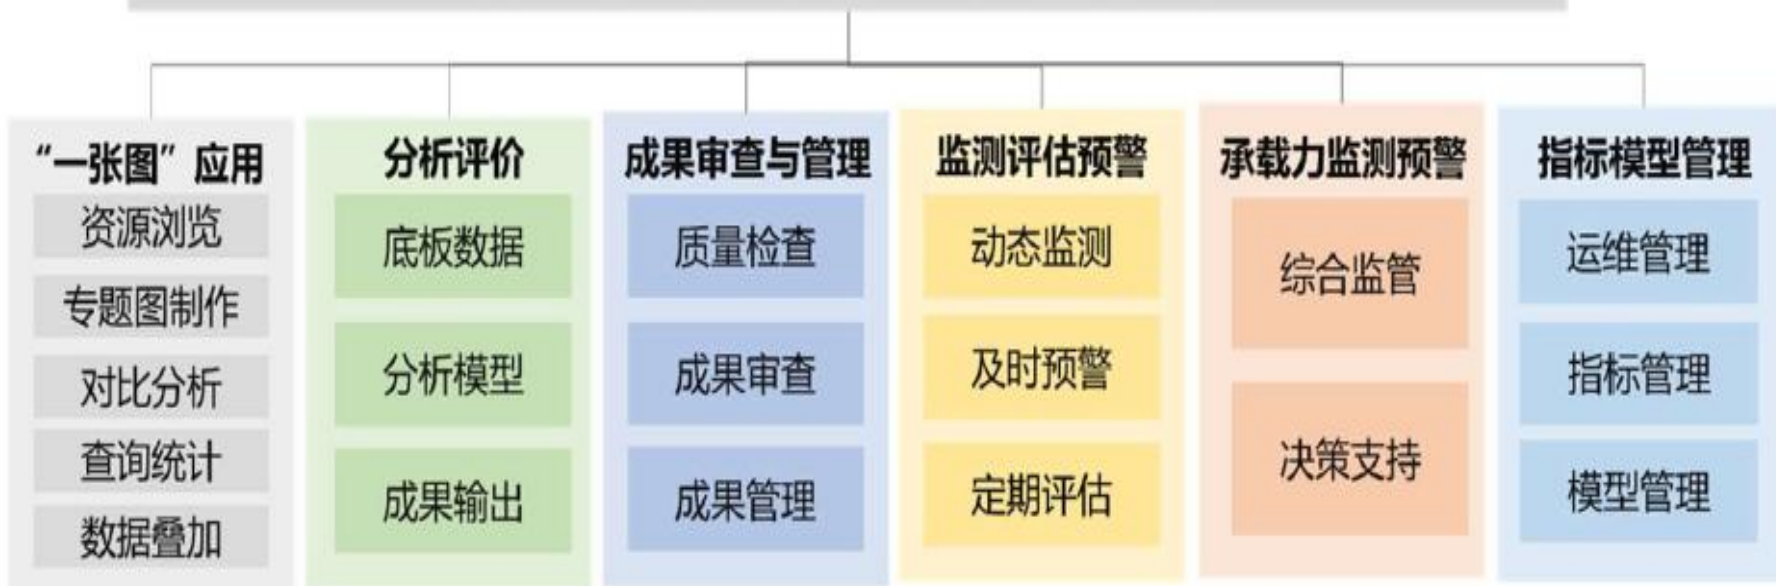 “一张图”应用
资源浏览
专题图制作
对比分析
查询统计
数据叠加
分析评价
底板数据
分析模型
成果输出
成果审查与管理
质量检查
成果审查
成果管理
监测评估预警
动态监测
及时预警
定期评估
承载力监测预警
综合监管
决策支持
指标模型管理
运维管理
指标管理
模型管理